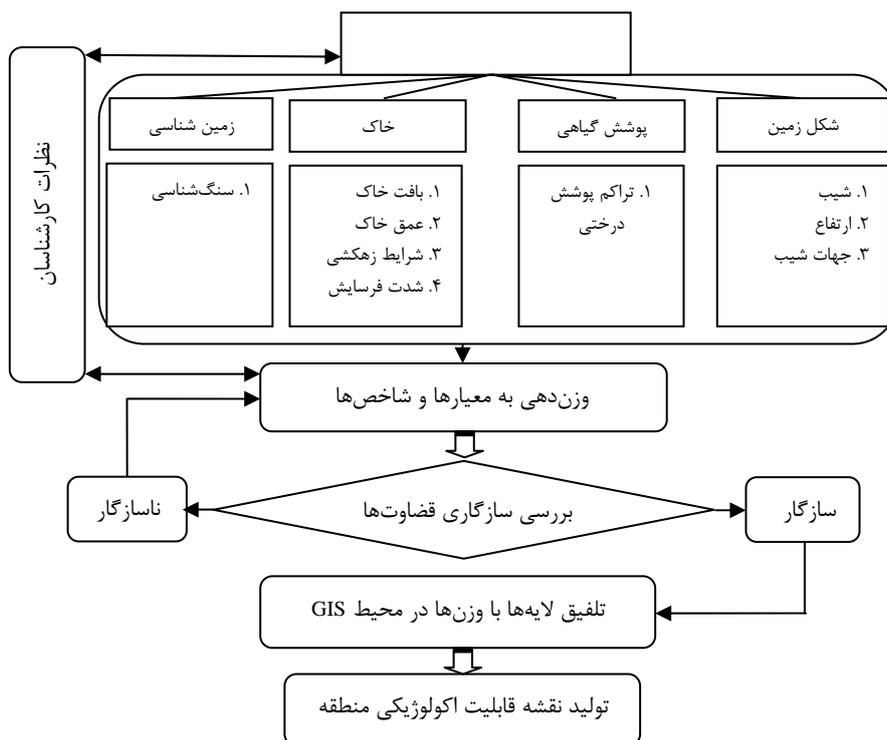 نظرات کارشناسان
شکل زمین
پوشش گیاهی
خاک
زمین شناسی
۱. شیب
۲. ارتفاع
۳. جهات شیب
۱. تراکم پوشش
درختی
۱. بافت خاک
۲. عمق خاک
۳. شرایط زهکشی
۴. شدت فرسایش
۱. سنگ‌شناسی
وزن‌دهی به معیارها و شاخص‌ها
سازگار
بررسی سازگاری قضاوت‌ها
ناسازگار
تلفیق لایه‌ها با وزن‌ها در محیط GIS
تولید نقشه قابلیت اکولوژیکی منطقه